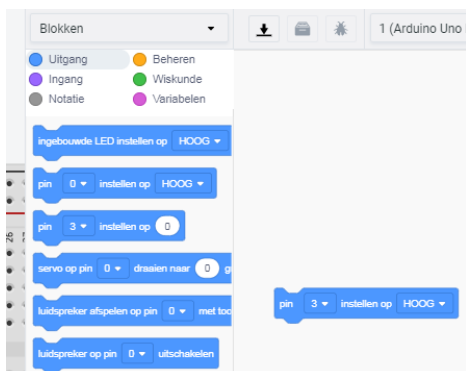 Blokken
1 (Arduino Uno
Uitgang
Beheren
Ingang
Wiskunde
Notatie
Variabelen
ingebouwde LED instellen op HOOG
pin 0 instellen op HOOG
pin 3 instellen op 0
servo op pin 0 draaien naar 0 g
luidspreker afspelen op pin 0 met too
luidspreker op pin 0 uitschakelen
pin 3 instellen op HOOG
26